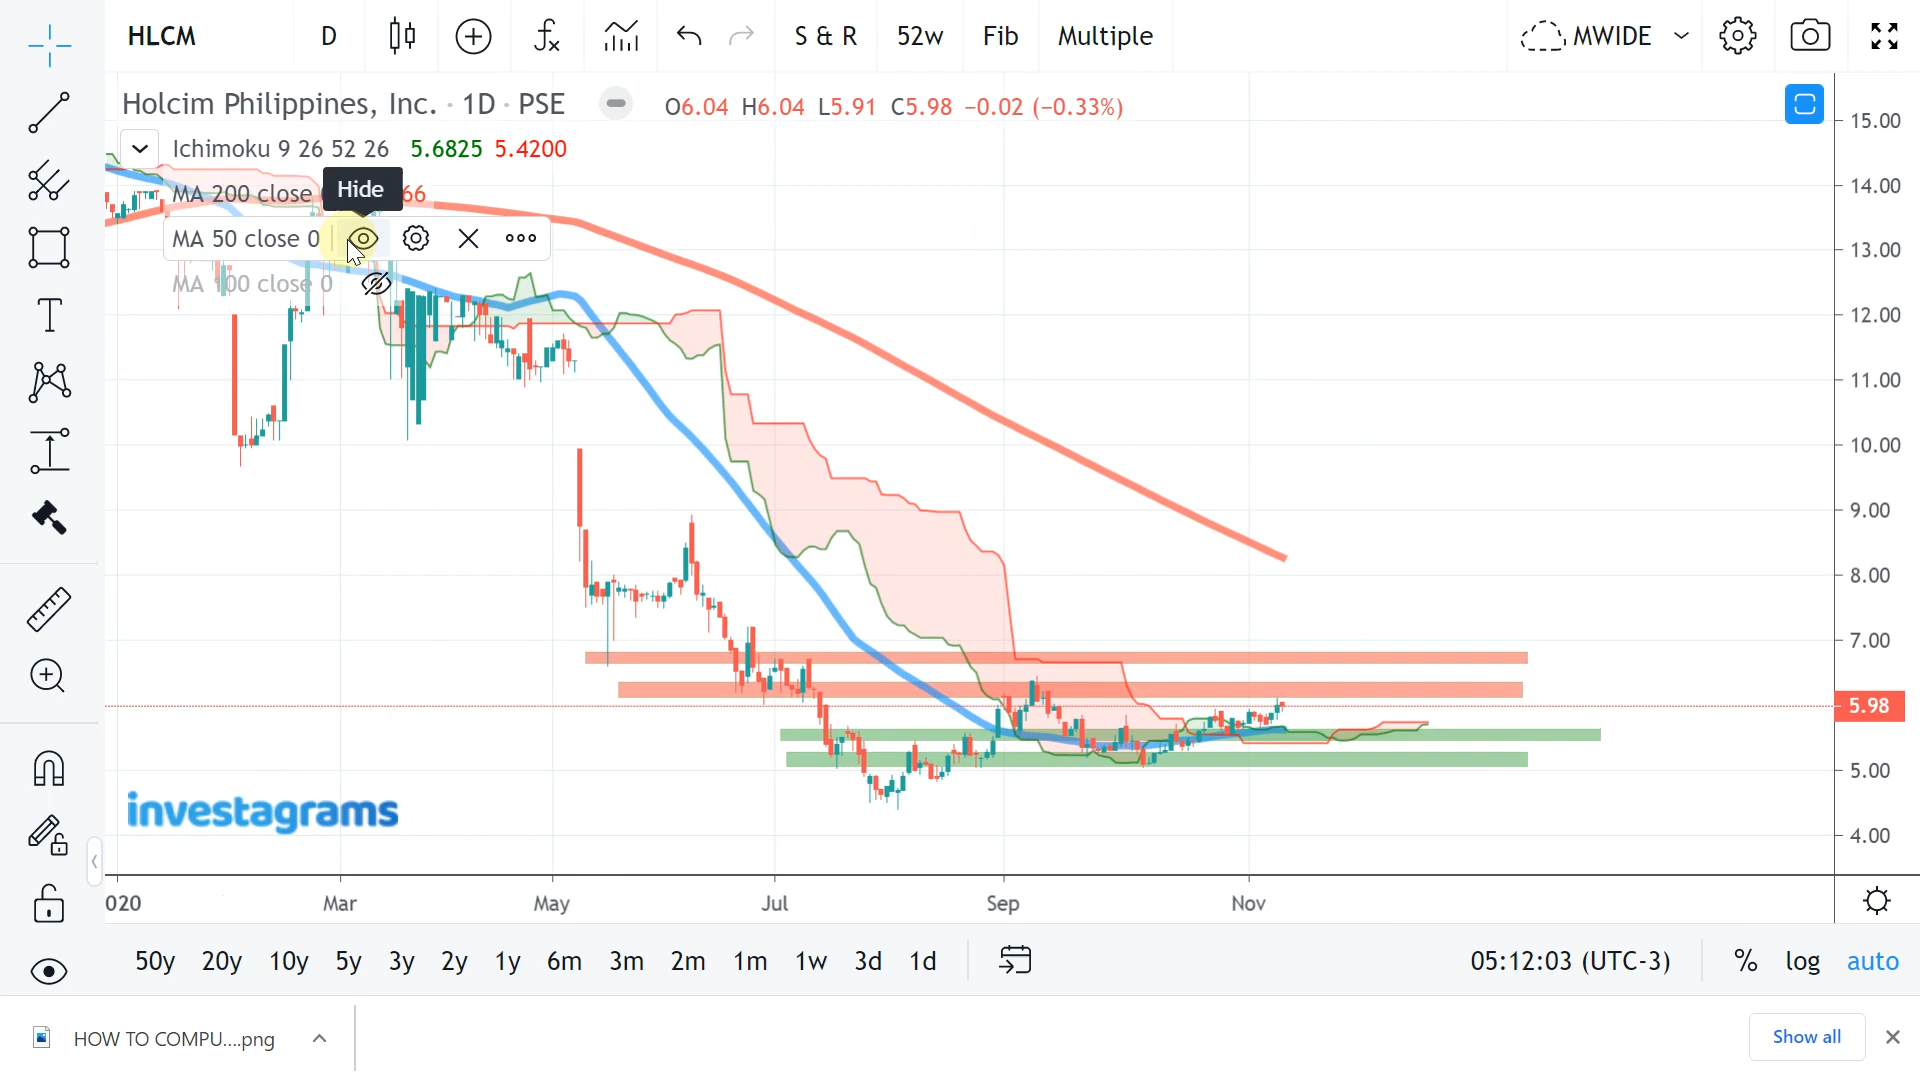 HLCM D S & R 52w Fib Multiple MWIDE
Holcim Philippines, Inc. · 1D · PSE O6.04 H6.04 L5.91 C5.98 −0.02 (−0.33%)
Ichimoku 9 26 52 26 5.6825 5.4200
MA 200 close 66
Hide
MA 50 close 0
MA 100 close 0
15.00
14.00
13.00
12.00
11.00
10.00
9.00
8.00
7.00
5.98
5.00
4.00
investagrams
020 Mar May Jul Sep Nov
50y 20y 10y 5y 3y 2y 1y 6m 3m 2m 1m 1w 3d 1d 05:12:03 (UTC-3) % log auto
HOW TO COMPU....png Show all